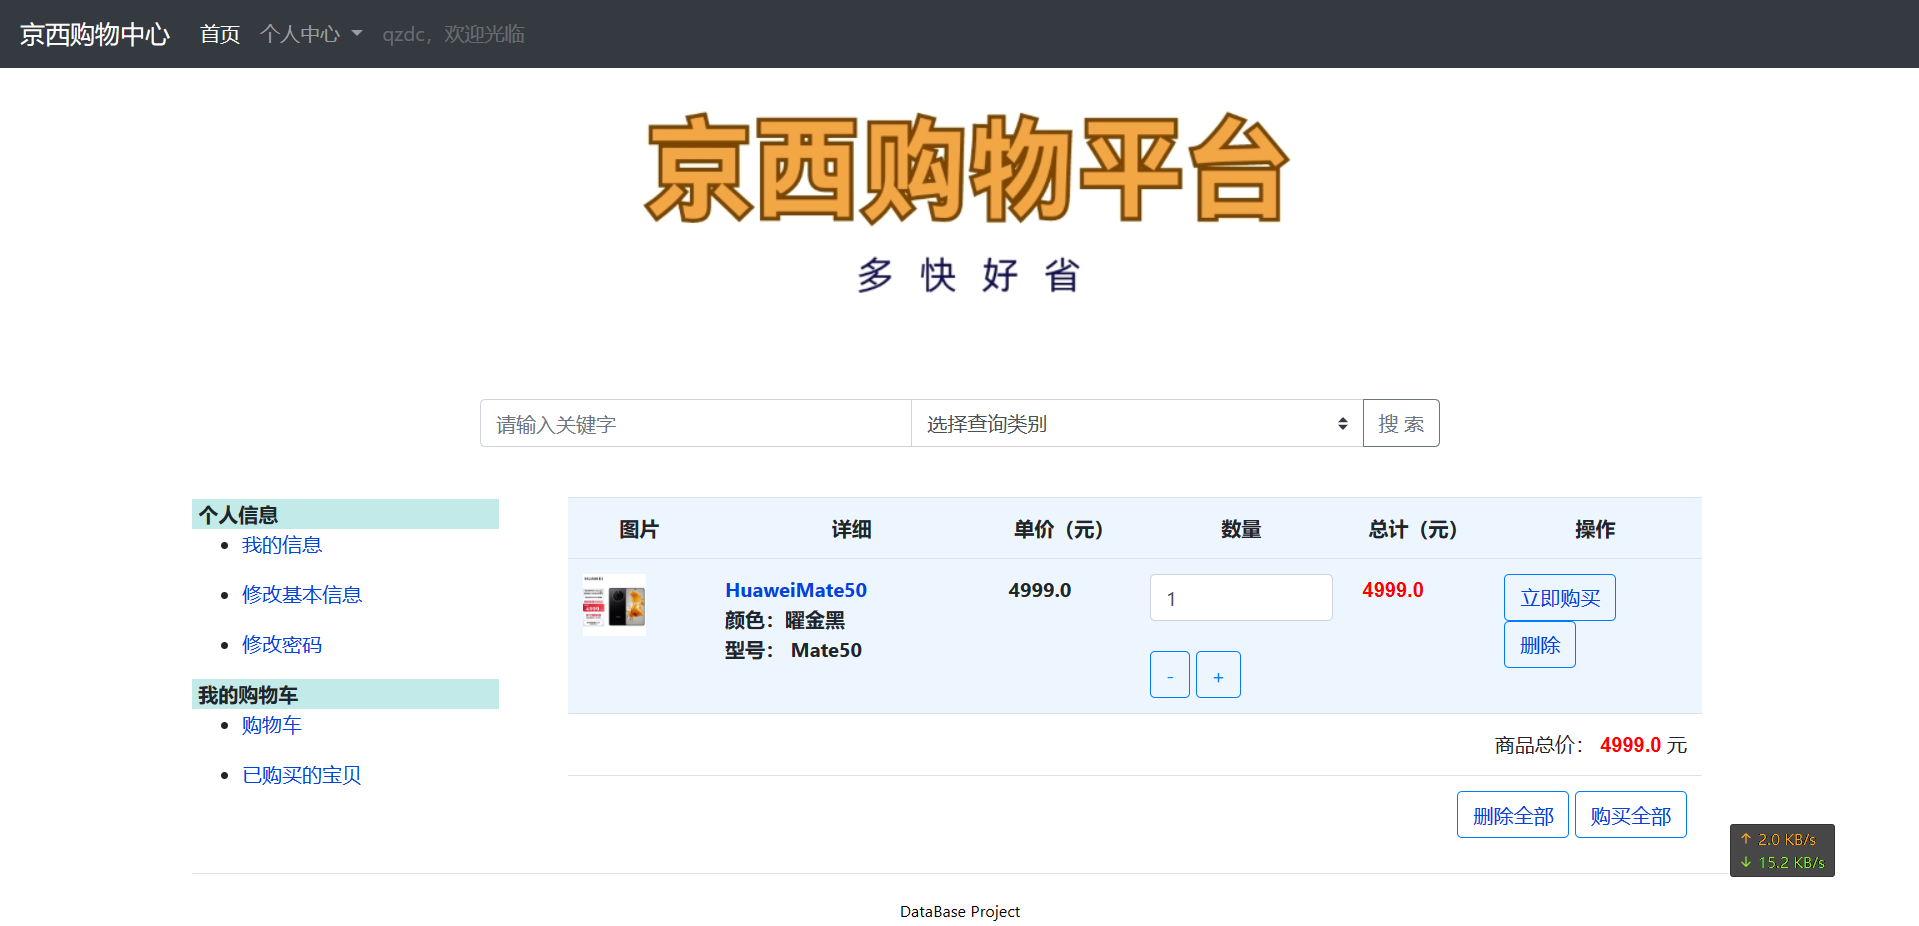 京西购物中心 首页 个人中心 qzdc，欢迎光临
京西购物平台
多 快 好 省
请输入关键字 选择查询类别 搜 索
个人信息
我的信息
修改基本信息
修改密码
我的购物车
购物车
已购买的宝贝
图片 详细 单价（元） 数量 总计（元） 操作
HuaweiMate50 4999.0 1 4999.0 立即购买
颜色：曜金黑
删除
型号： Mate50
- +
商品总价： 4999.0 元
删除全部 购买全部
↑ 2.0 KB/s
↓ 15.2 KB/s
DataBase Project